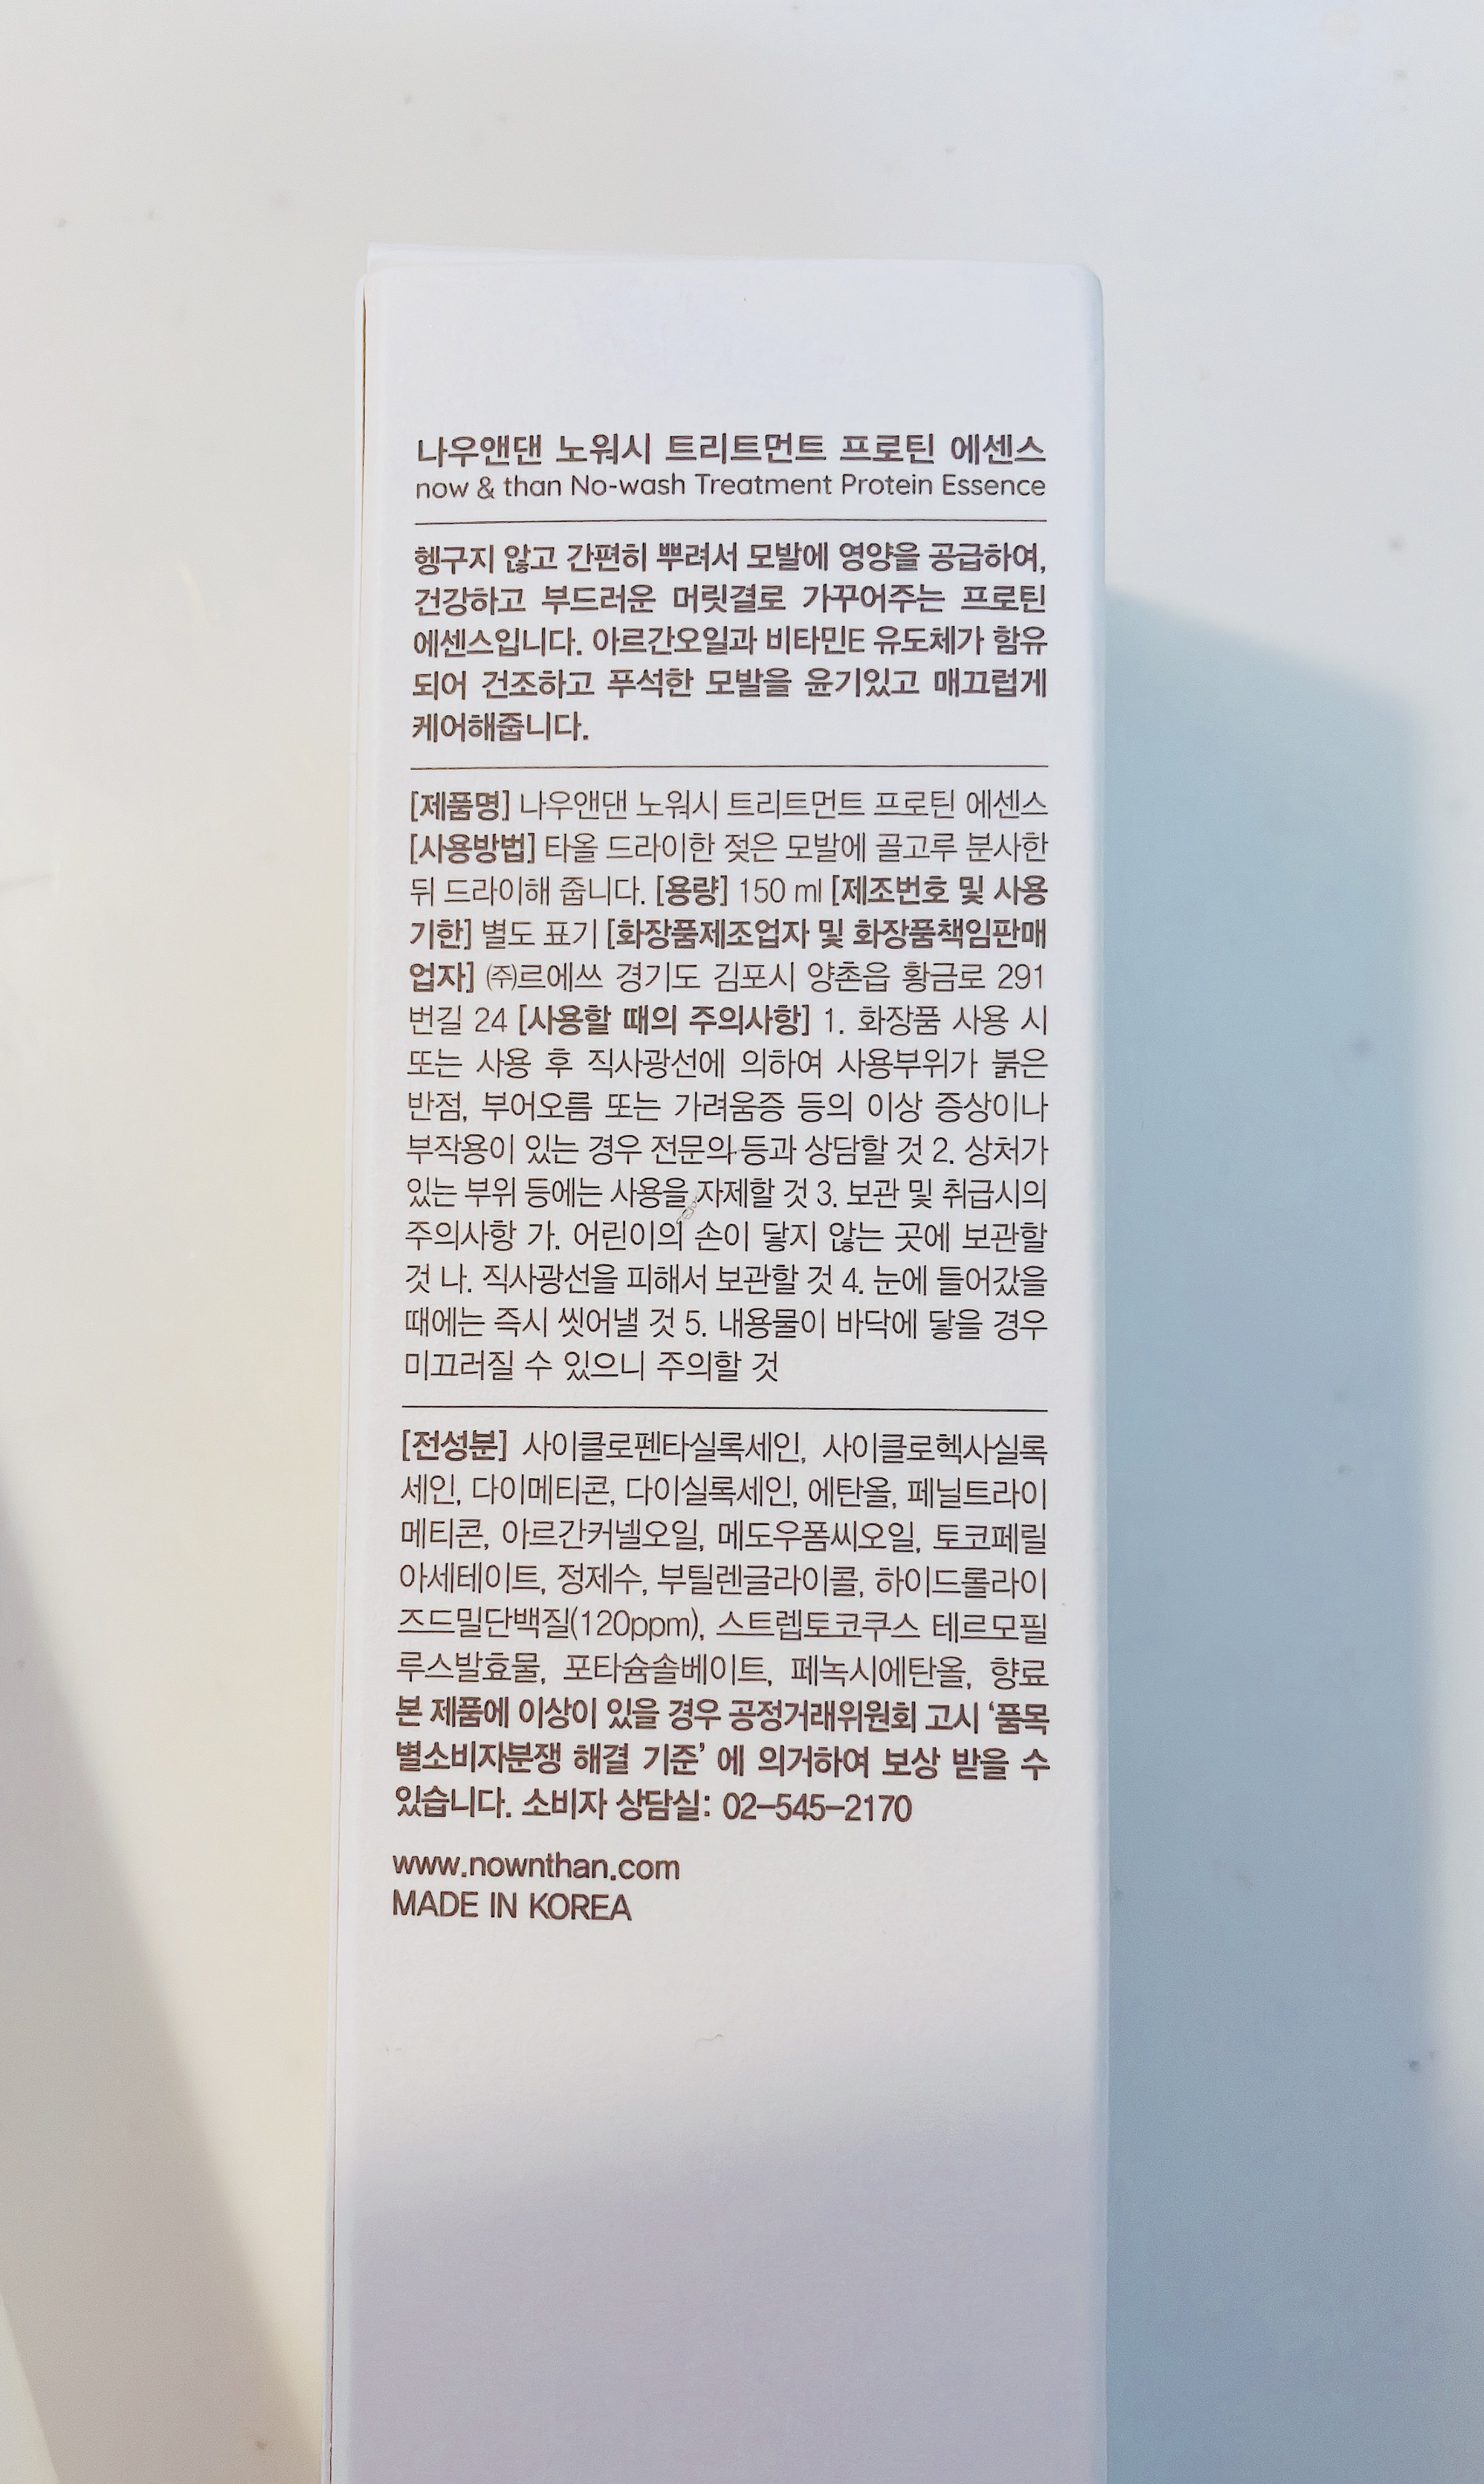 나우앤댄 노워시 트리트먼트 프로틴 에센스
now & than No-wash Treatment Protein Essence
헹구지 않고 간편히 뿌려서 모발에 영양을 공급하여,
건강하고 부드러운 머릿결로 가꾸어주는 프로틴
에센스입니다. 아르간오일과 비타민E 유도체가 함유
되어 건조하고 푸석한 모발을 윤기있고 매끄럽게
케어해줍니다.
[제품명] 나우앤댄 노워시 트리트먼트 프로틴 에센스
[사용방법] 타올 드라이한 젖은 모발에 골고루 분사한
뒤 드라이해 줍니다. [용량] 150 ml [제조번호 및 사용
기한] 별도 표기 [화장품제조업자 및 화장품책임판매
업자] ㈜르에쓰 경기도 김포시 양촌읍 황금로 291
번길 24 [사용할 때의 주의사항] 1. 화장품 사용 시
또는 사용 후 직사광선에 의하여 사용부위가 붉은
반점, 부어오름 또는 가려움증 등의 이상 증상이나
부작용이 있는 경우 전문의 등과 상담할 것 2. 상처가
있는 부위 등에는 사용을 자제할 것 3. 보관 및 취급시의
주의사항 가. 어린이의 손이 닿지 않는 곳에 보관할
것 나. 직사광선을 피해서 보관할 것 4. 눈에 들어갔을
때에는 즉시 씻어낼 것 5. 내용물이 바닥에 닿을 경우
미끄러질 수 있으니 주의할 것
[전성분] 사이클로펜타실록세인, 사이클로헥사실록
세인, 다이메티콘, 다이실록세인, 에탄올, 페닐트라이
메티콘, 아르간커넬오일, 메도우폼씨오일, 토코페릴
아세테이트, 정제수, 부틸렌글라이콜, 하이드롤라이
즈드밀단백질(120ppm), 스트렙토코쿠스 테르모필
루스발효물, 포타슘솔베이트, 페녹시에탄올, 향료
본 제품에 이상이 있을 경우 공정거래위원회 고시 ‘품목
별소비자분쟁 해결 기준’ 에 의거하여 보상 받을 수
있습니다. 소비자 상담실: 02-545-2170
www.nownthan.com
MADE IN KOREA